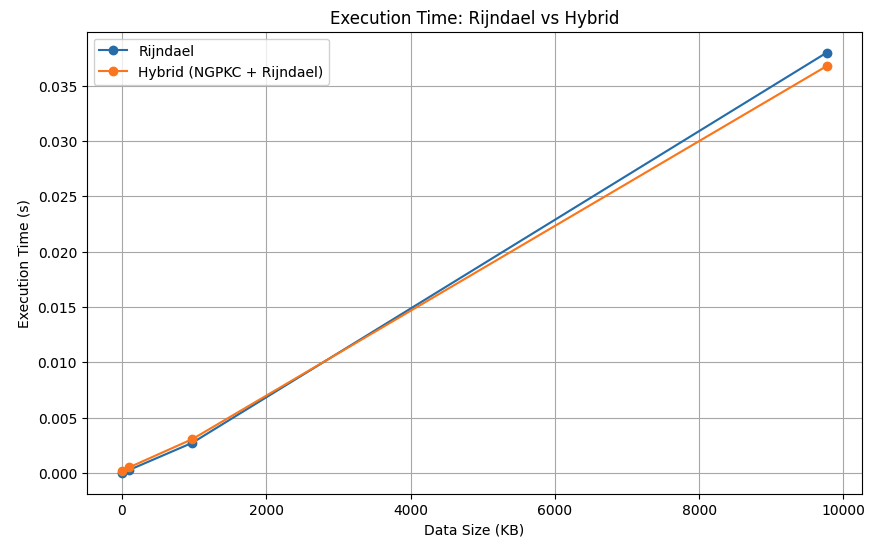 Execution Time: Rijndael vs Hybrid
Rijndael
Hybrid (NGPKC + Rijndael)
0.035
0.030
0.025
0.020
0.015
0.010
0.005
0.000
Execution Time (s)
0 2000 4000 6000 8000 10000
Data Size (KB)